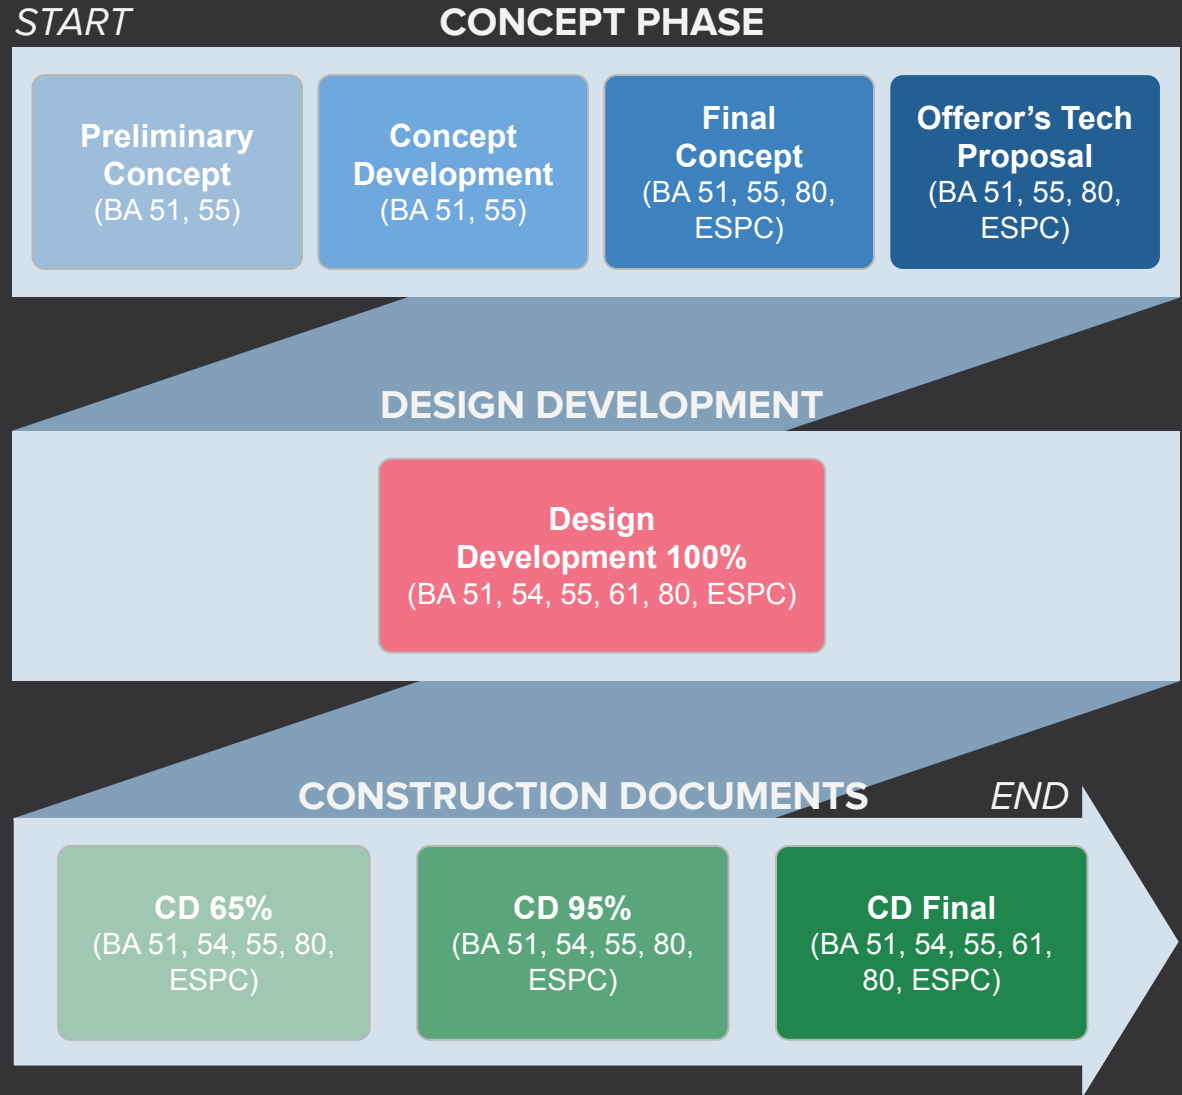 START
CONCEPT PHASE
Preliminary
Concept
(BA 51, 55)
Concept
Development
(BA 51, 55)
Final
Concept
(BA 51, 55, 80,
ESPC)
Offeror’s Tech
Proposal
(BA 51, 55, 80,
ESPC)
DESIGN DEVELOPMENT
Design
Development 100%
(BA 51, 54, 55, 61, 80, ESPC)
CONSTRUCTION DOCUMENTS
END
CD 65%
(BA 51, 54, 55, 80,
ESPC)
CD 95%
(BA 51, 54, 55, 80,
ESPC)
CD Final
(BA 51, 54, 55, 61,
80, ESPC)